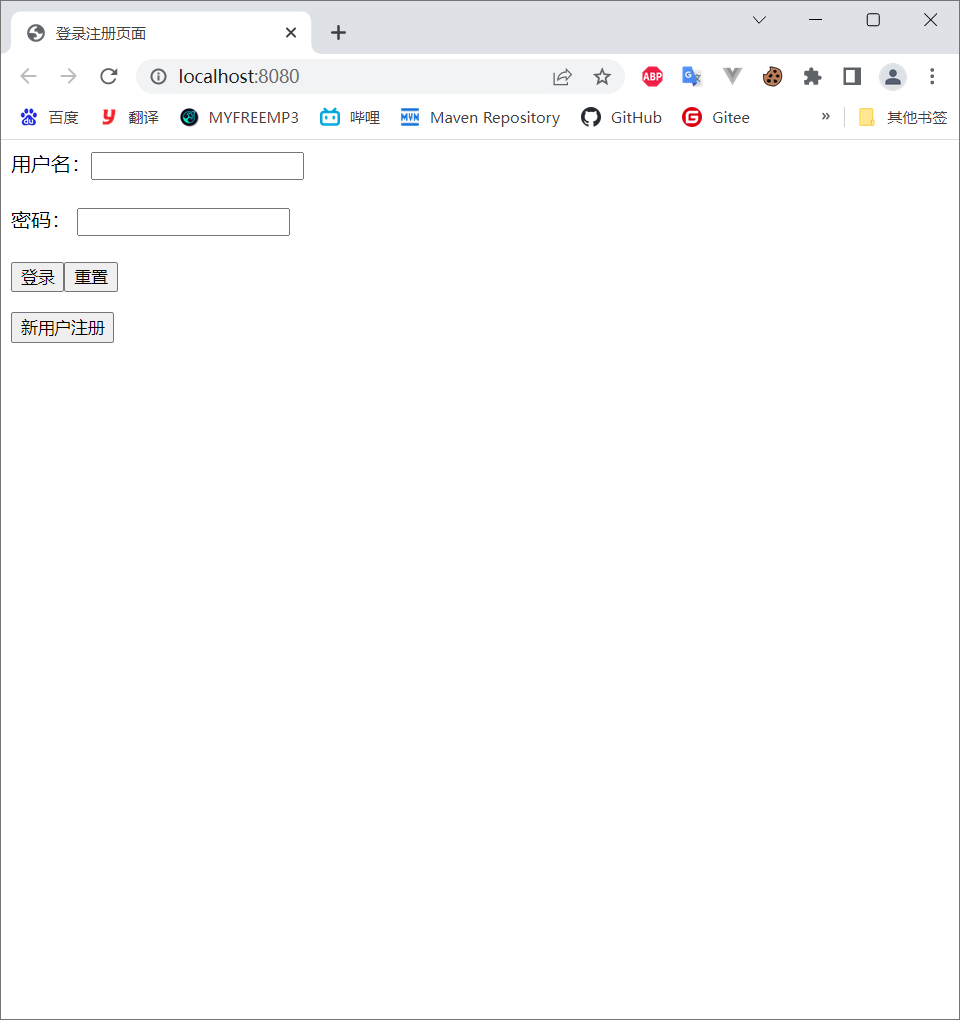 登录注册页面
localhost:8080
ABP G
百度 y 翻译 MYFREEMP3 哔哩 MVN Maven Repository GitHub G Gitee » 其他书签
用户名：
密码：
登录 重置
新用户注册